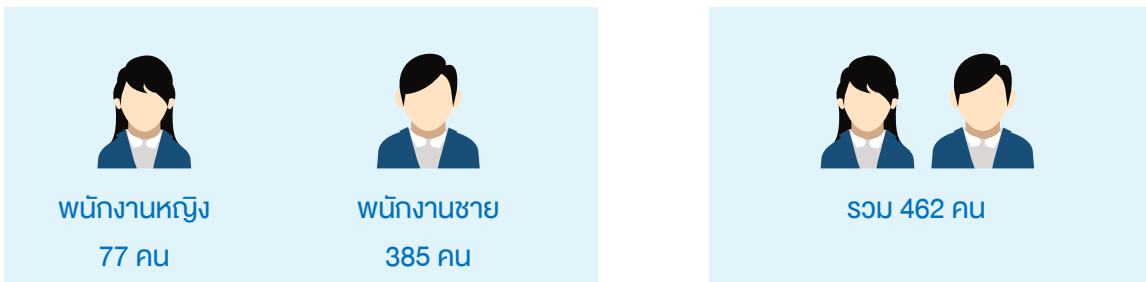 พนักงานหญิง
77 คน
พนักงานชาย
385 คน
รวม 462 คน